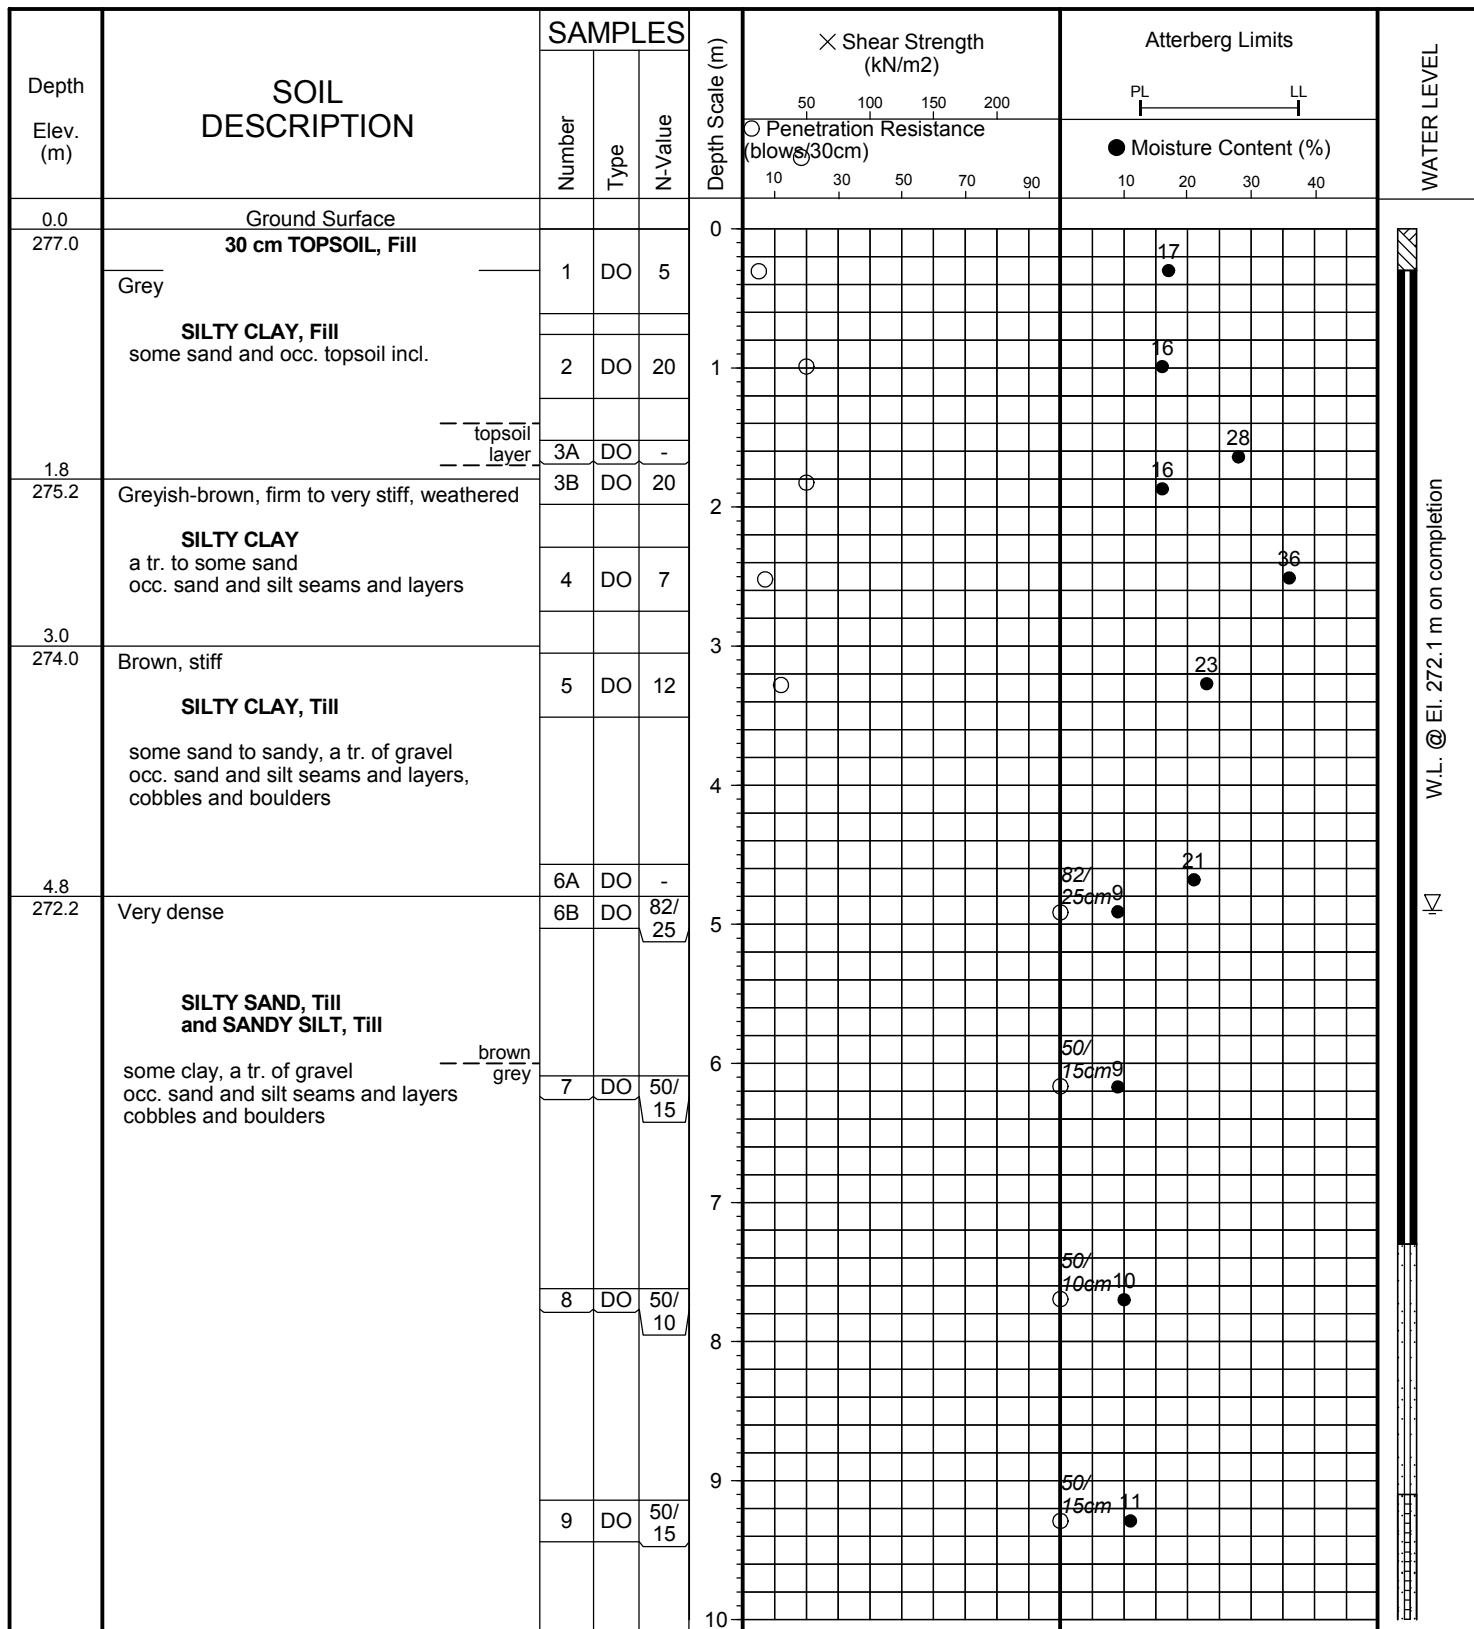 Depth
Elev.
(m)
SOIL
DESCRIPTION
SAMPLES
Number
Type
N-Value
Depth Scale (m)
× Shear Strength
(kN/m2)
50 100 150 200
Penetration Resistance
(blows/30cm)
10 30 50 70 90
Atterberg Limits
PL LL
Moisture Content (%)
10 20 30 40
WATER LEVEL
0.0 Ground Surface
0
277.0 30 cm TOPSOIL, Fill
17
1 DO 5
Grey
SILTY CLAY, Fill
some sand and occ. topsoil incl.
16
2 DO 20 1
topsoil
28
layer 3A DO -
1.8
16
3B DO 20
275.2 Greyish-brown, firm to very stiff, weathered
2
SILTY CLAY
a tr. to some sand
36
occ. sand and silt seams and layers
4 DO 7
3.0
3
274.0 Brown, stiff
23
5 DO 12
SILTY CLAY, Till
some sand to sandy, a tr. of gravel
occ. sand and silt seams and layers,
cobbles and boulders
4
W.L. @ El. 272.1 m on completion
21
82/
6A DO -
4.8
25cm 9
272.2 Very dense
6B DO 82/
25
5
SILTY SAND, Till
and SANDY SILT, Till
brown
50/
6
some clay, a tr. of gravel
grey
15cm 9
occ. sand and silt seams and layers
7 DO 50/
15
cobbles and boulders
7
50/
10cm 10
8 DO 50/
10
8
9
50/
15cm 11
9 DO 50/
15
10